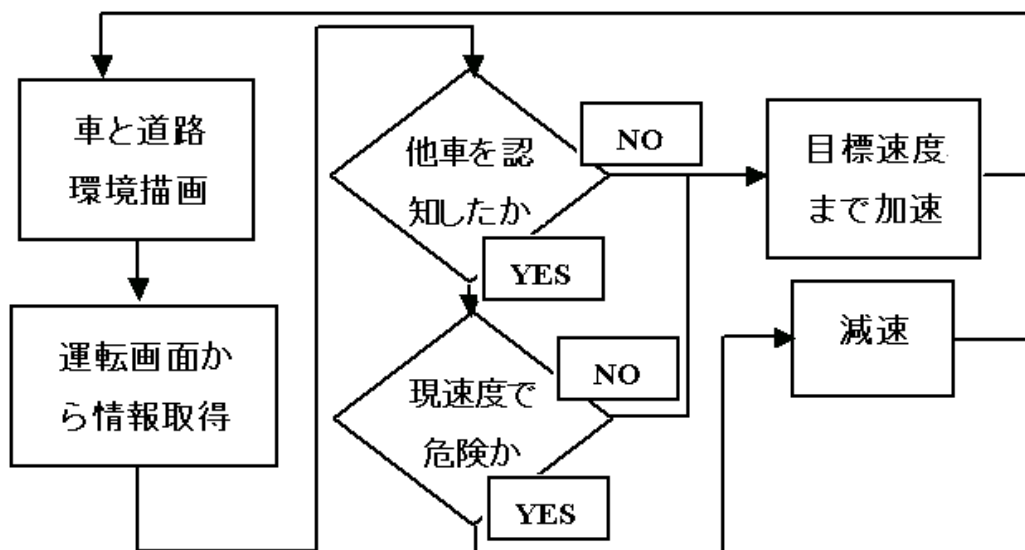 車と道路
環境描画
運転画面か
ら情報取得
他車を認
知したか
NO
YES
現速度で
危険か
NO
YES
目標速度
まで加速
減速